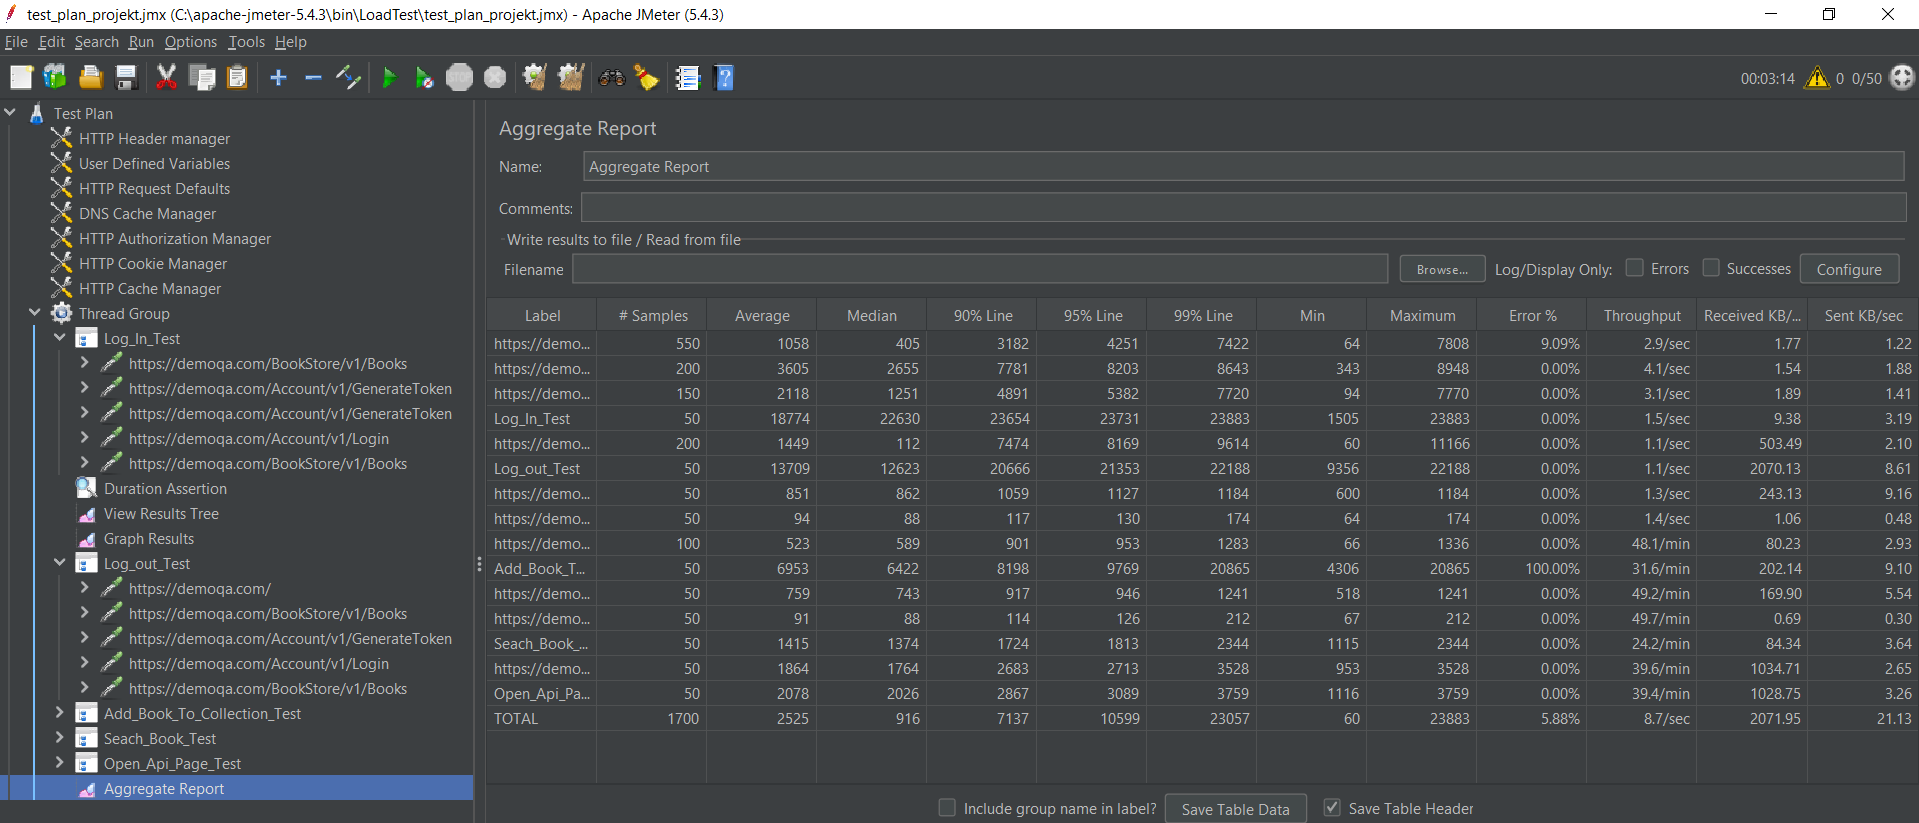 test_plan_projekt.jmx (C:\apache-jmeter-5.4.3\bin\LoadTest\test_plan_projekt.jmx) - Apache JMeter (5.4.3)
File Edit Search Run Options Tools Help
STOP
00:03:14 0 0/50
Test Plan
HTTP Header manager
User Defined Variables
HTTP Request Defaults
DNS Cache Manager
HTTP Authorization Manager
HTTP Cookie Manager
HTTP Cache Manager
Thread Group
Log_In_Test
https://demoqa.com/BookStore/v1/Books
https://demoqa.com/Account/v1/GenerateToken
https://demoqa.com/Account/v1/GenerateToken
https://demoqa.com/Account/v1/Login
https://demoqa.com/BookStore/v1/Books
Duration Assertion
View Results Tree
Graph Results
Log_out_Test
https://demoqa.com/
https://demoqa.com/BookStore/v1/Books
https://demoqa.com/Account/v1/GenerateToken
https://demoqa.com/Account/v1/Login
https://demoqa.com/BookStore/v1/Books
Add_Book_To_Collection_Test
Seach_Book_Test
Open_Api_Page_Test
Aggregate Report
Aggregate Report
Name: Aggregate Report
Comments:
Write results to file / Read from file
Filename Browse... Log/Display Only: Errors Successes Configure
Label # Samples Average Median 90% Line 95% Line 99% Line Min Maximum Error % Throughput Received KB/... Sent KB/sec
https://demo... 550 1058 405 3182 4251 7422 64 7808 9.09% 2.9/sec 1.77 1.22
https://demo... 200 3605 2655 7781 8203 8643 343 8948 0.00% 4.1/sec 1.54 1.88
https://demo... 150 2118 1251 4891 5382 7720 94 7770 0.00% 3.1/sec 1.89 1.41
Log_In_Test 50 18774 22630 23654 23731 23883 1505 23883 0.00% 1.5/sec 9.38 3.19
https://demo... 200 1449 112 7474 8169 9614 60 11166 0.00% 1.1/sec 503.49 2.10
Log_out_Test 50 13709 12623 20666 21353 22188 9356 22188 0.00% 1.1/sec 2070.13 8.61
https://demo... 50 851 862 1059 1127 1184 600 1184 0.00% 1.3/sec 243.13 9.16
https://demo... 50 94 88 117 130 174 64 174 0.00% 1.4/sec 1.06 0.48
https://demo... 100 523 589 901 953 1283 66 1336 0.00% 48.1/min 80.23 2.93
Add_Book_T... 50 6953 6422 8198 9769 20865 4306 20865 100.00% 31.6/min 202.14 9.10
https://demo... 50 759 743 917 946 1241 518 1241 0.00% 49.2/min 169.90 5.54
https://demo... 50 91 88 114 126 212 67 212 0.00% 49.7/min 0.69 0.30
Seach_Book_... 50 1415 1374 1724 1813 2344 1115 2344 0.00% 24.2/min 84.34 3.64
https://demo... 50 1864 1764 2683 2713 3528 953 3528 0.00% 39.6/min 1034.71 2.65
Open_Api_Pa... 50 2078 2026 2867 3089 3759 1116 3759 0.00% 39.4/min 1028.75 3.26
TOTAL 1700 2525 916 7137 10599 23057 60 23883 5.88% 8.7/sec 2071.95 21.13
Include group name in label? Save Table Data Save Table Header